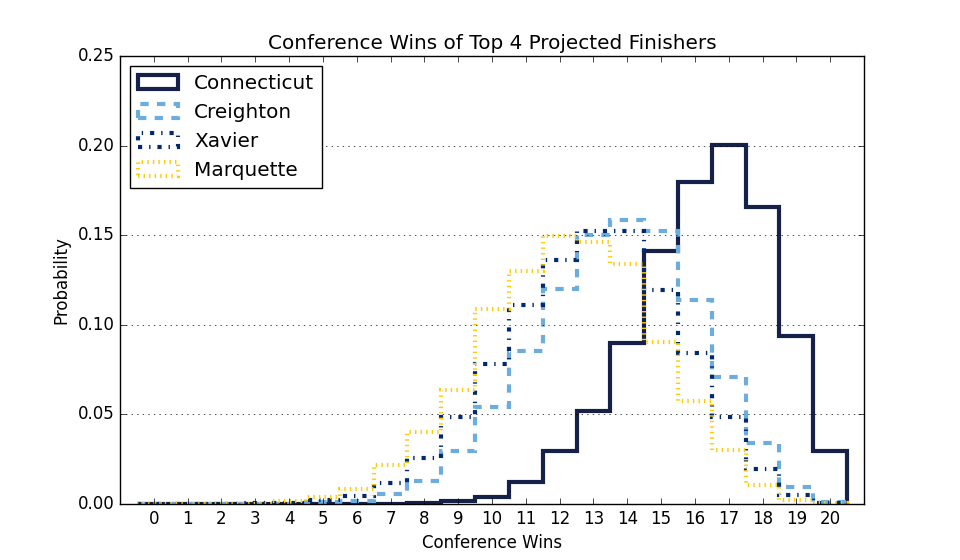 Conference Wins of Top 4 Projected Finishers
Connecticut
Creighton
Xavier
Marquette
Probability
0.25
0.20
0.15
0.10
0.05
0.00
0 1 2 3 4 5 6 7 8 9 10 11 12 13 14 15 16 17 18 19 20
Conference Wins